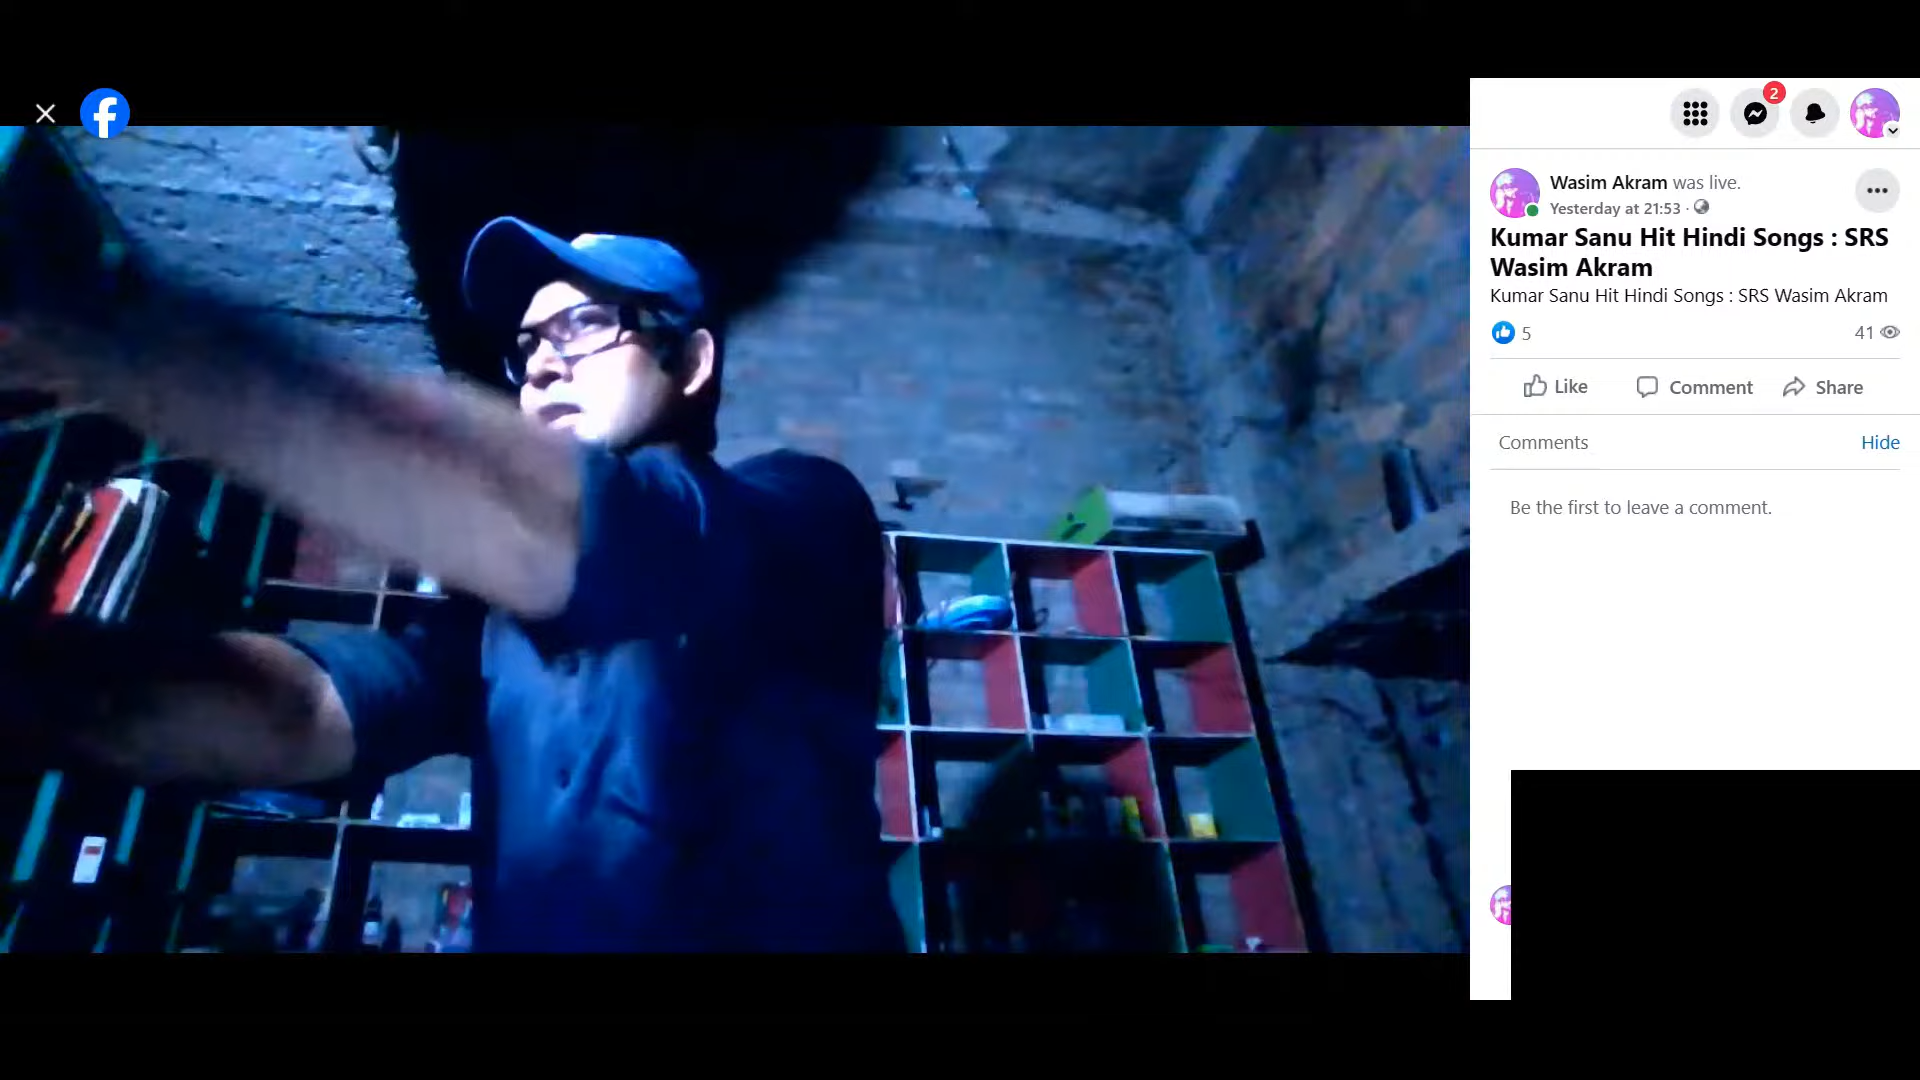 2
Wasim Akram was live.
Yesterday at 21:53 ·
Kumar Sanu Hit Hindi Songs : SRS
Wasim Akram
Kumar Sanu Hit Hindi Songs : SRS Wasim Akram
5
41
Like
Comment
Share
Comments
Hide
Be the first to leave a comment.